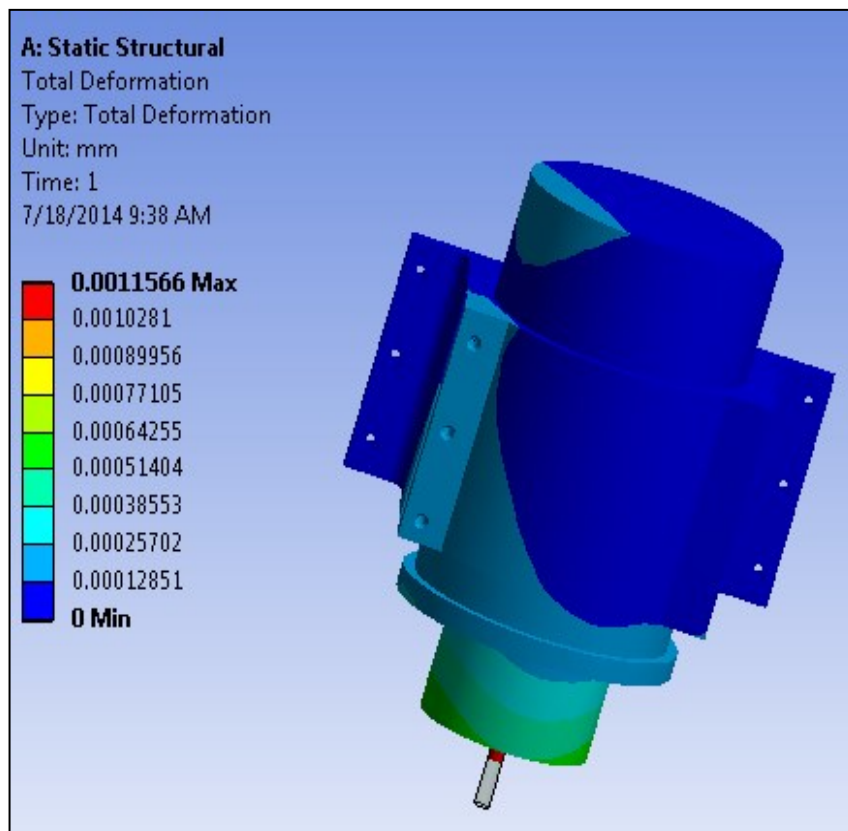 A: Static Structural
Total Deformation
Type: Total Deformation
Unit: mm
Time: 1
7/18/2014 9:38 AM
0.0011566 Max
0.0010281
0.00089956
0.00077105
0.00064255
0.00051404
0.00038553
0.00025702
0.00012851
0 Min